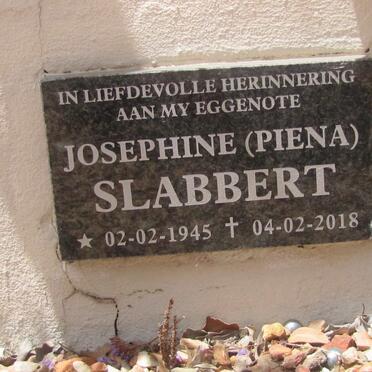 IN LIEFDEVOLLE HERINNERING
AAN MY EGGENOTE
JOSEPHINE (PIENA)
SLABBERT
★ 02-02-1945 ✝ 04-02-2018